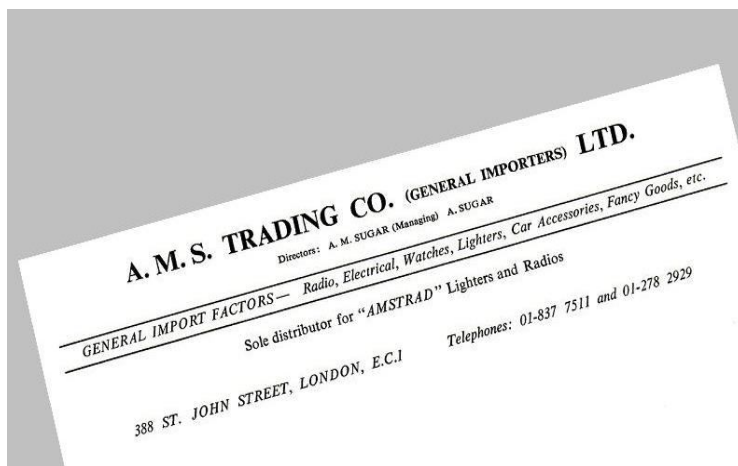 A. M. S. TRADING CO. (GENERAL IMPORTERS) LTD.
Directors: A. M. SUGAR (Managing) A. SUGAR
GENERAL IMPORT FACTORS— Radio, Electrical, Watches, Lighters, Car Accessories, Fancy Goods, etc.
Sole distributor for "AMSTRAD" Lighters and Radios
388 ST. JOHN STREET, LONDON, E.C.I Telephones: 01-837 7511 and 01-278 2929